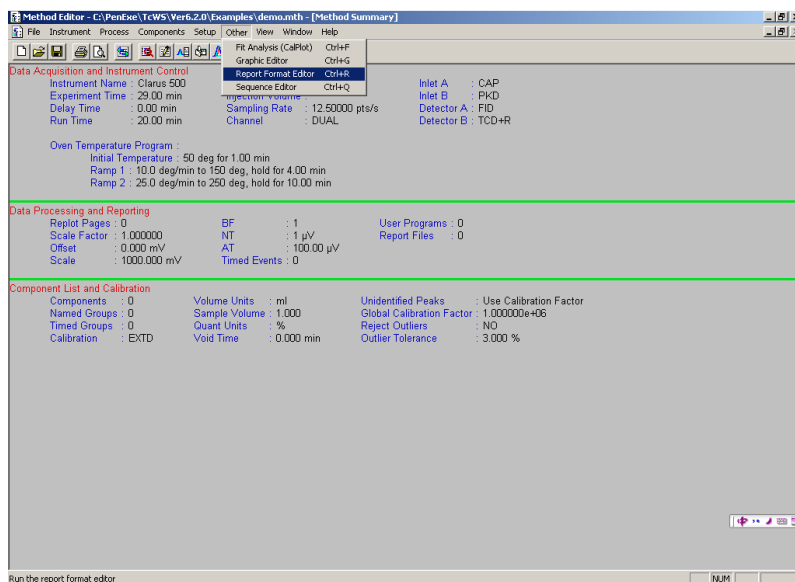 Method Editor - C:\PenExe\TcWS\Ver6.2.0\Examples\demo.mth - [Method Summary]
File Instrument Process Components Setup Other View Window Help
Fit Analysis (CalPlot) Ctrl+F
Graphic Editor Ctrl+G
Report Format Editor Ctrl+R
Sequence Editor Ctrl+Q
Data Acquisition and Instrument Control
Instrument Name : Clarus 500 Inlet A : CAP
Experiment Time : 29.00 min Injection Volume : Inlet B : PKD
Delay Time : 0.00 min Sampling Rate : 12.50000 pts/s Detector A : FID
Run Time : 20.00 min Channel : DUAL Detector B : TCD+R
Oven Temperature Program :
Initial Temperature : 50 deg for 1.00 min
Ramp 1 : 10.0 deg/min to 150 deg, hold for 4.00 min
Ramp 2 : 25.0 deg/min to 250 deg, hold for 10.00 min
Data Processing and Reporting
Replot Pages : 0 BF : 1 User Programs : 0
Scale Factor : 1.000000 NT : 1 µV Report Files : 0
Offset : 0.000 mV AT : 100.00 µV
Scale : 1000.000 mV Timed Events : 0
Component List and Calibration
Components : 0 Volume Units : ml Unidentified Peaks : Use Calibration Factor
Named Groups : 0 Sample Volume : 1.000 Global Calibration Factor : 1.000000e+06
Timed Groups : 0 Quant Units : % Reject Outliers : NO
Calibration : EXTD Void Time : 0.000 min Outlier Tolerance : 3.000 %
中
Run the report format editor NUM